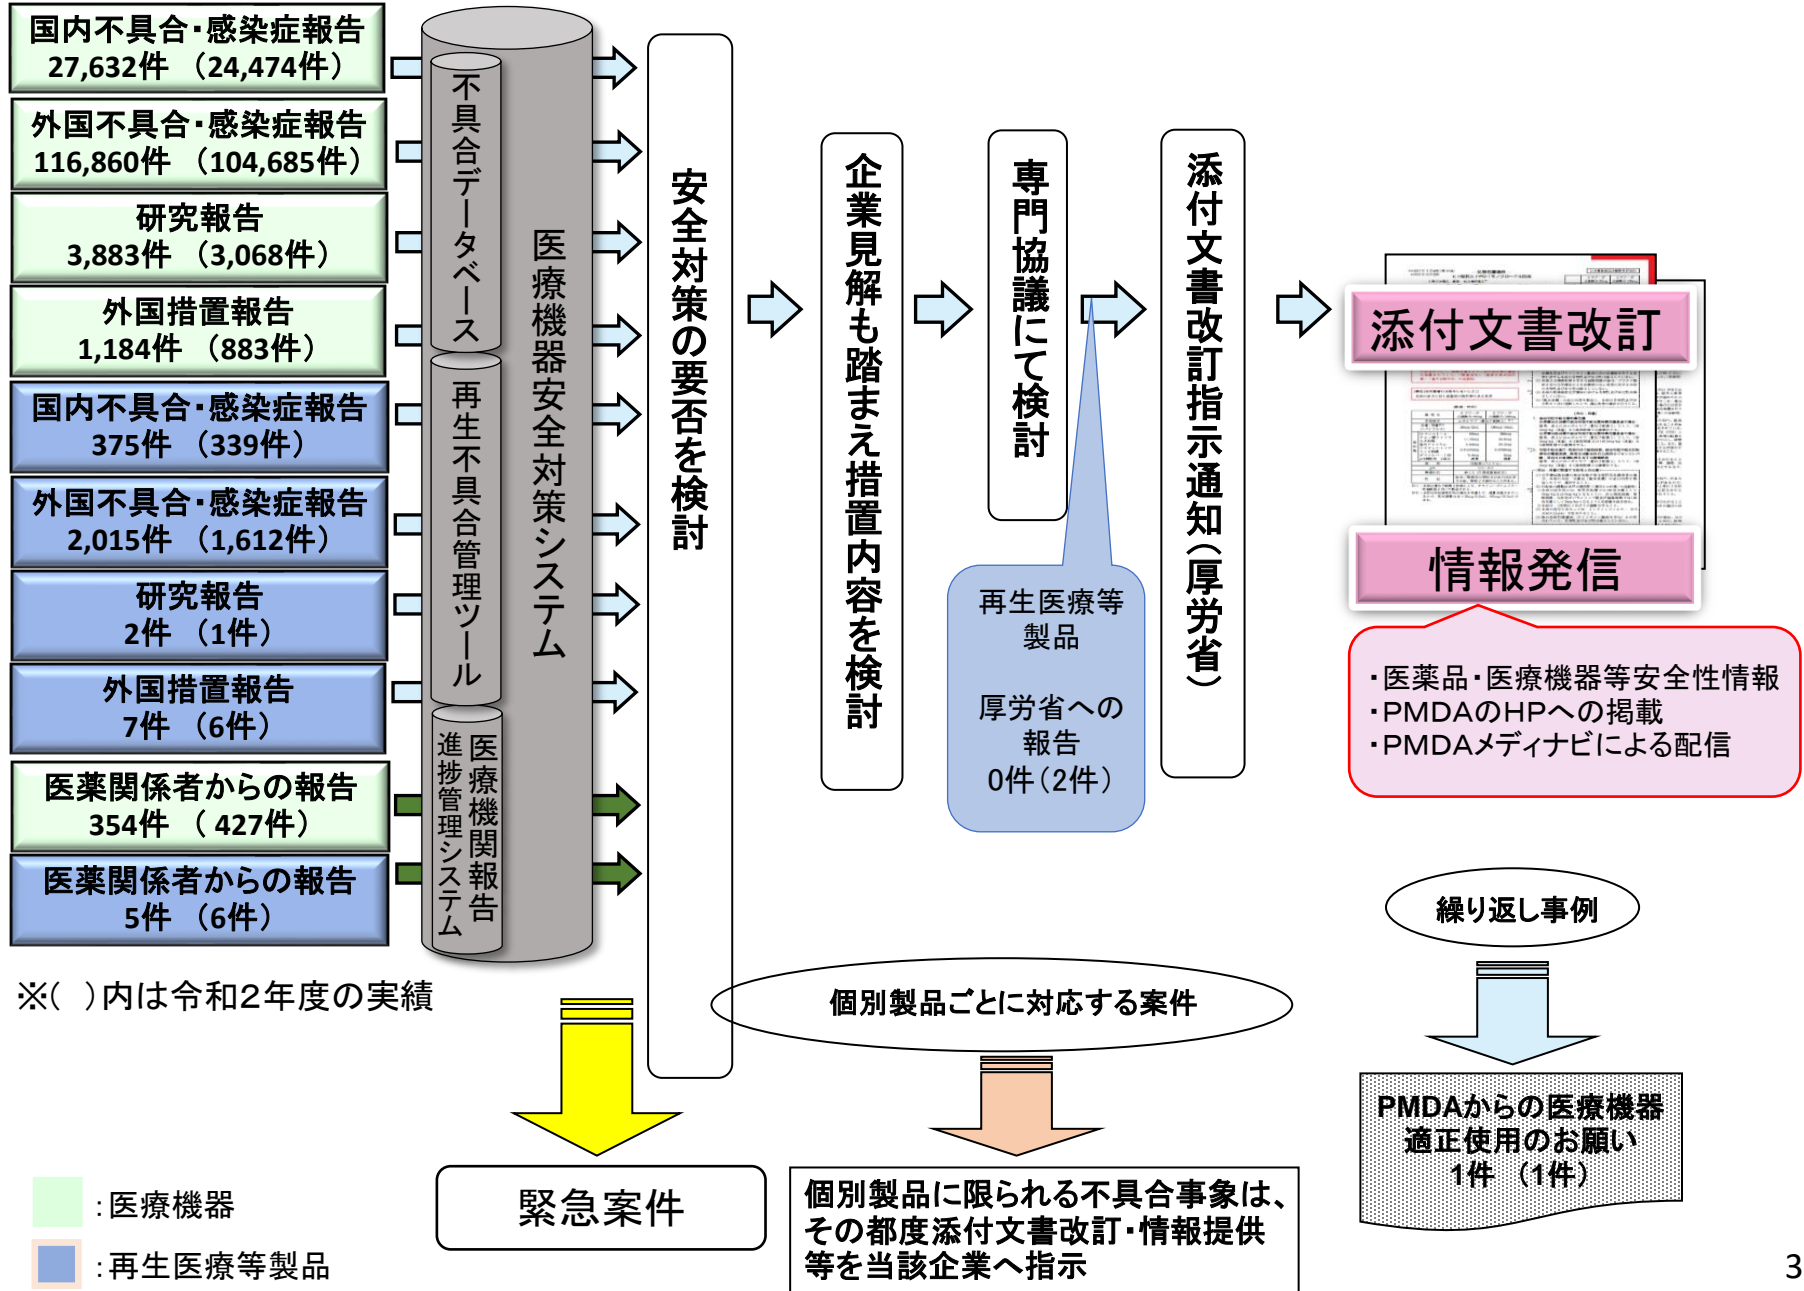 国内不具合・感染症報告
27,632件 （24,474件）
外国不具合・感染症報告
116,860件 （104,685件）
研究報告
3,883件 （3,068件）
外国措置報告
1,184件 （883件）
国内不具合・感染症報告
375件 （339件）
外国不具合・感染症報告
2,015件 （1,612件）
研究報告
2件 （1件）
外国措置報告
7件 （6件）
医薬関係者からの報告
354件 （ 427件）
医薬関係者からの報告
5件 （6件）
※( )内は令和2年度の実績
:医療機器
:再生医療等製品
不具合データベース
再生不具合管理ツール
医療機関報告
進捗管理システム
医療機器安全対策システム
安全対策の要否を検討
企業見解も踏まえ措置内容を検討
専門協議にて検討
添付文書改訂指示通知（厚労省）
再生医療等
製品
厚労省への
報告
0件（2件）
添付文書改訂
情報発信
・医薬品・医療機器等安全性情報
・PMDAのHPへの掲載
・PMDAメディナビによる配信
緊急案件
個別製品ごとに対応する案件
個別製品に限られる不具合事象は、
その都度添付文書改訂・情報提供
等を当該企業へ指示
繰り返し事例
PMDAからの医療機器
適正使用のお願い
1件 （1件）
3